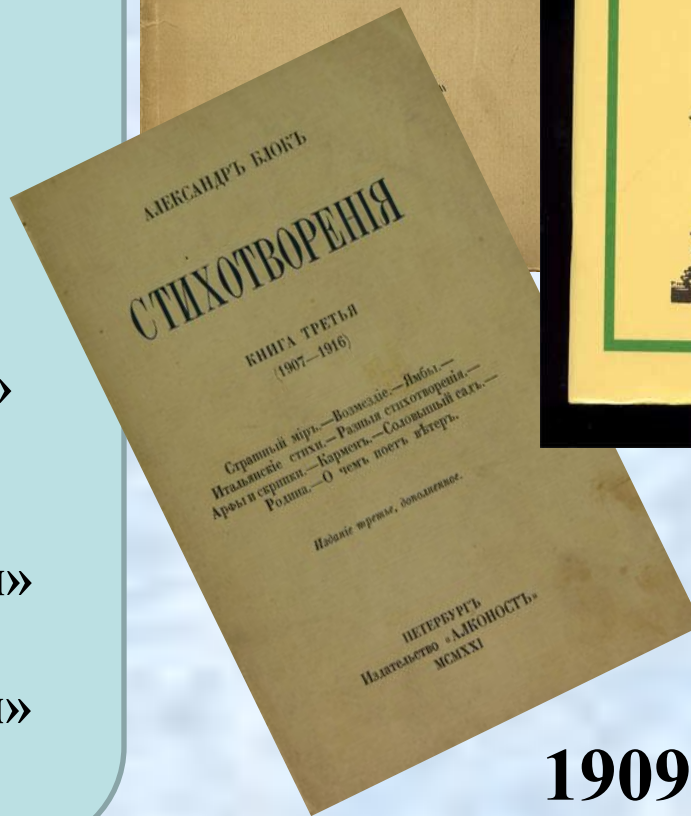 АЛЕКСАНДРЪ БЛОКЪ
СТИХОТВОРЕНІЯ
КНИГА ТРЕТЬЯ
(1907—1916)
Страшный міръ.—Возмездіе.—Ямбы.—
Итальянскіе стихи.—Разныя стихотворенія.—
Арфы и скрипки.—Карменъ.—Соловьиный садъ.—
Родина.—О чемъ поетъ вѣтеръ.
Изданіе третье, дополненное.
ПЕТЕРБУРГЪ
Издательство «АЛКОНОСТЪ»
MCMXXI
»
»
»
1909